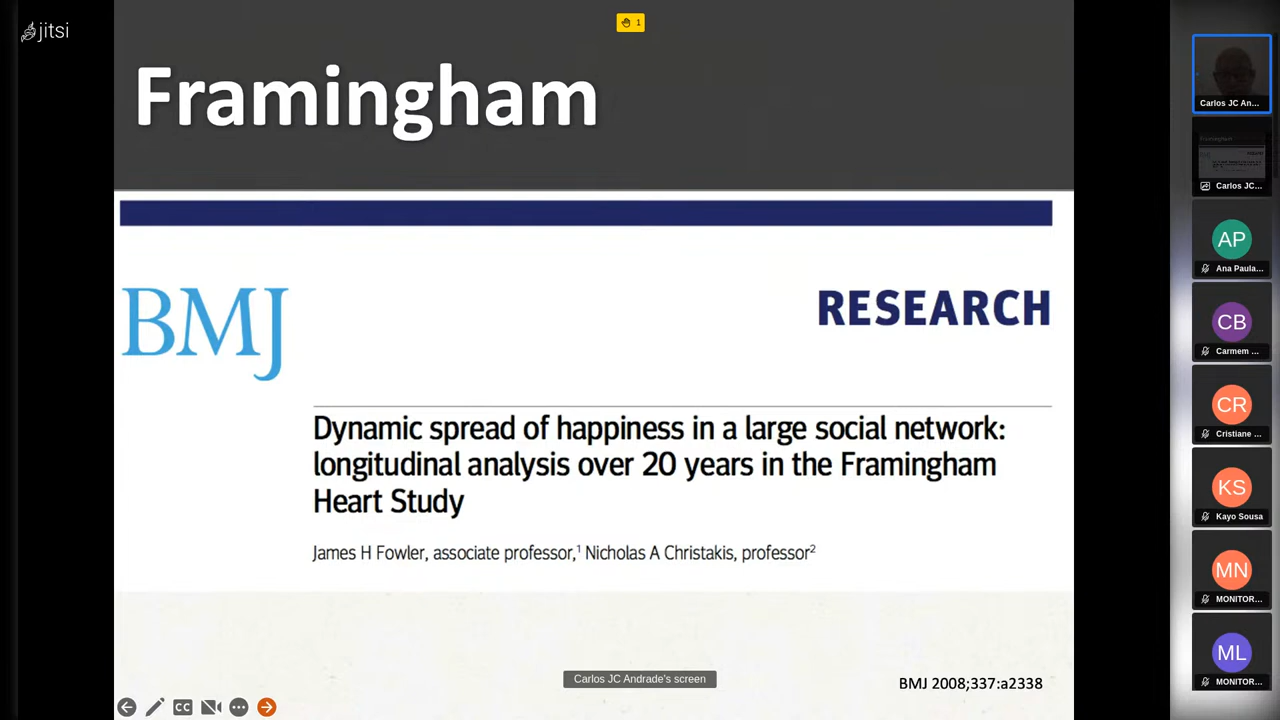 jitsi
1
Framingham
BMJ
RESEARCH
Dynamic spread of happiness in a large social network:
longitudinal analysis over 20 years in the Framingham
Heart Study
James H Fowler, associate professor,1 Nicholas A Christakis, professor2
Carlos JC Andrade's screen
BMJ 2008;337:a2338
CC
Carlos JC An...
Framingham
Carlos JC...
AP
Ana Paula...
CB
Carmem ...
CR
Cristiane ...
KS
Kayo Sousa
MN
MONITOR...
ML
MONITOR...